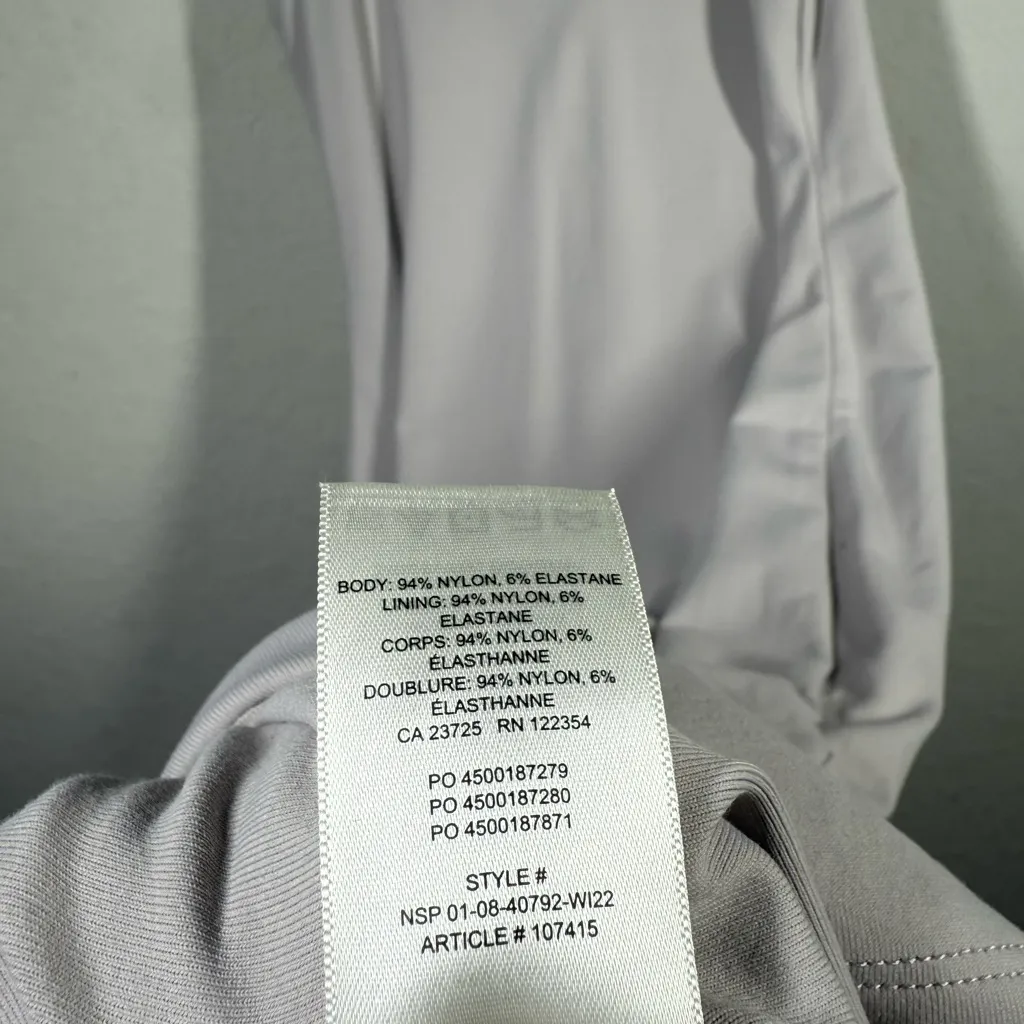 BODY: 94% NYLON, 6% ELASTANE
LINING: 94% NYLON, 6%
ELASTANE
CORPS: 94% NYLON, 6%
ÉLASTHANNE
DOUBLURE: 94% NYLON, 6%
ÉLASTHANNE
CA 23725 RN 122354
PO 4500187279
PO 4500187280
PO 4500187871
STYLE #
NSP 01-08-40792-WI22
ARTICLE # 107415